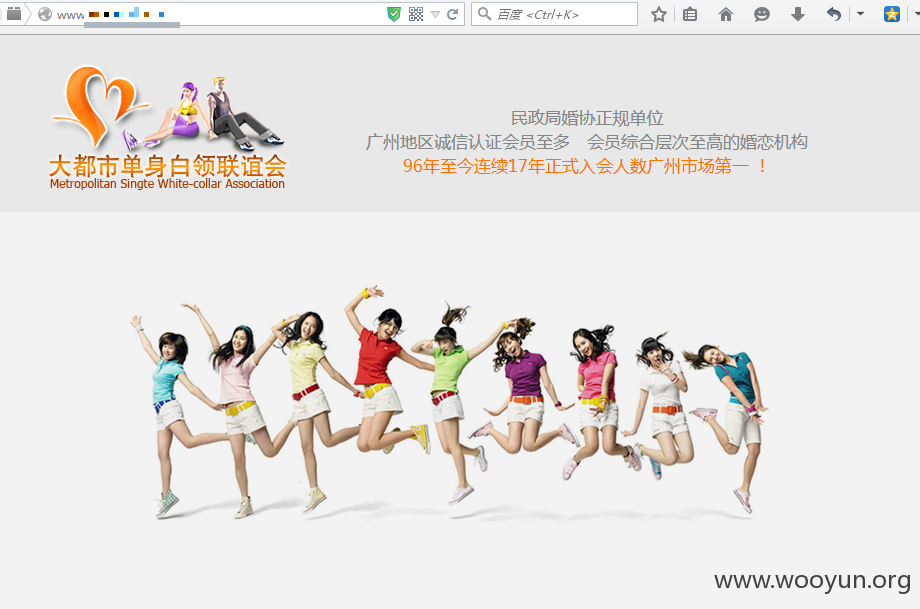 www
百度 <Ctrl+K>
民政局婚协正规单位
广州地区诚信认证会员至多 会员综合层次至高的婚恋机构
96年至今连续17年正式入会人数广州市场第一 ！
大都市单身白领联谊会
Metropolitan Singte White-collar Association
www.wooyun.org